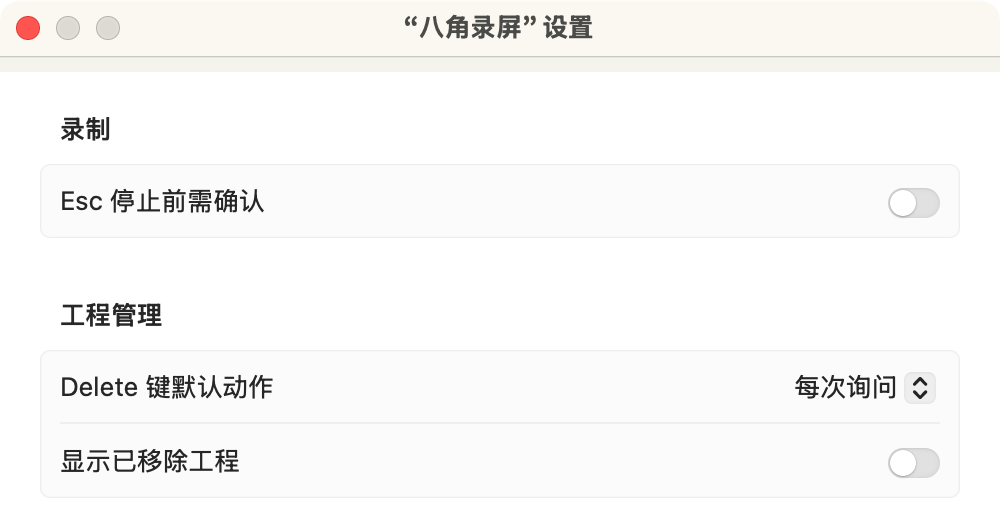 “八角录屏”设置
录制
Esc 停止前需确认
工程管理
Delete 键默认动作 每次询问
显示已移除工程